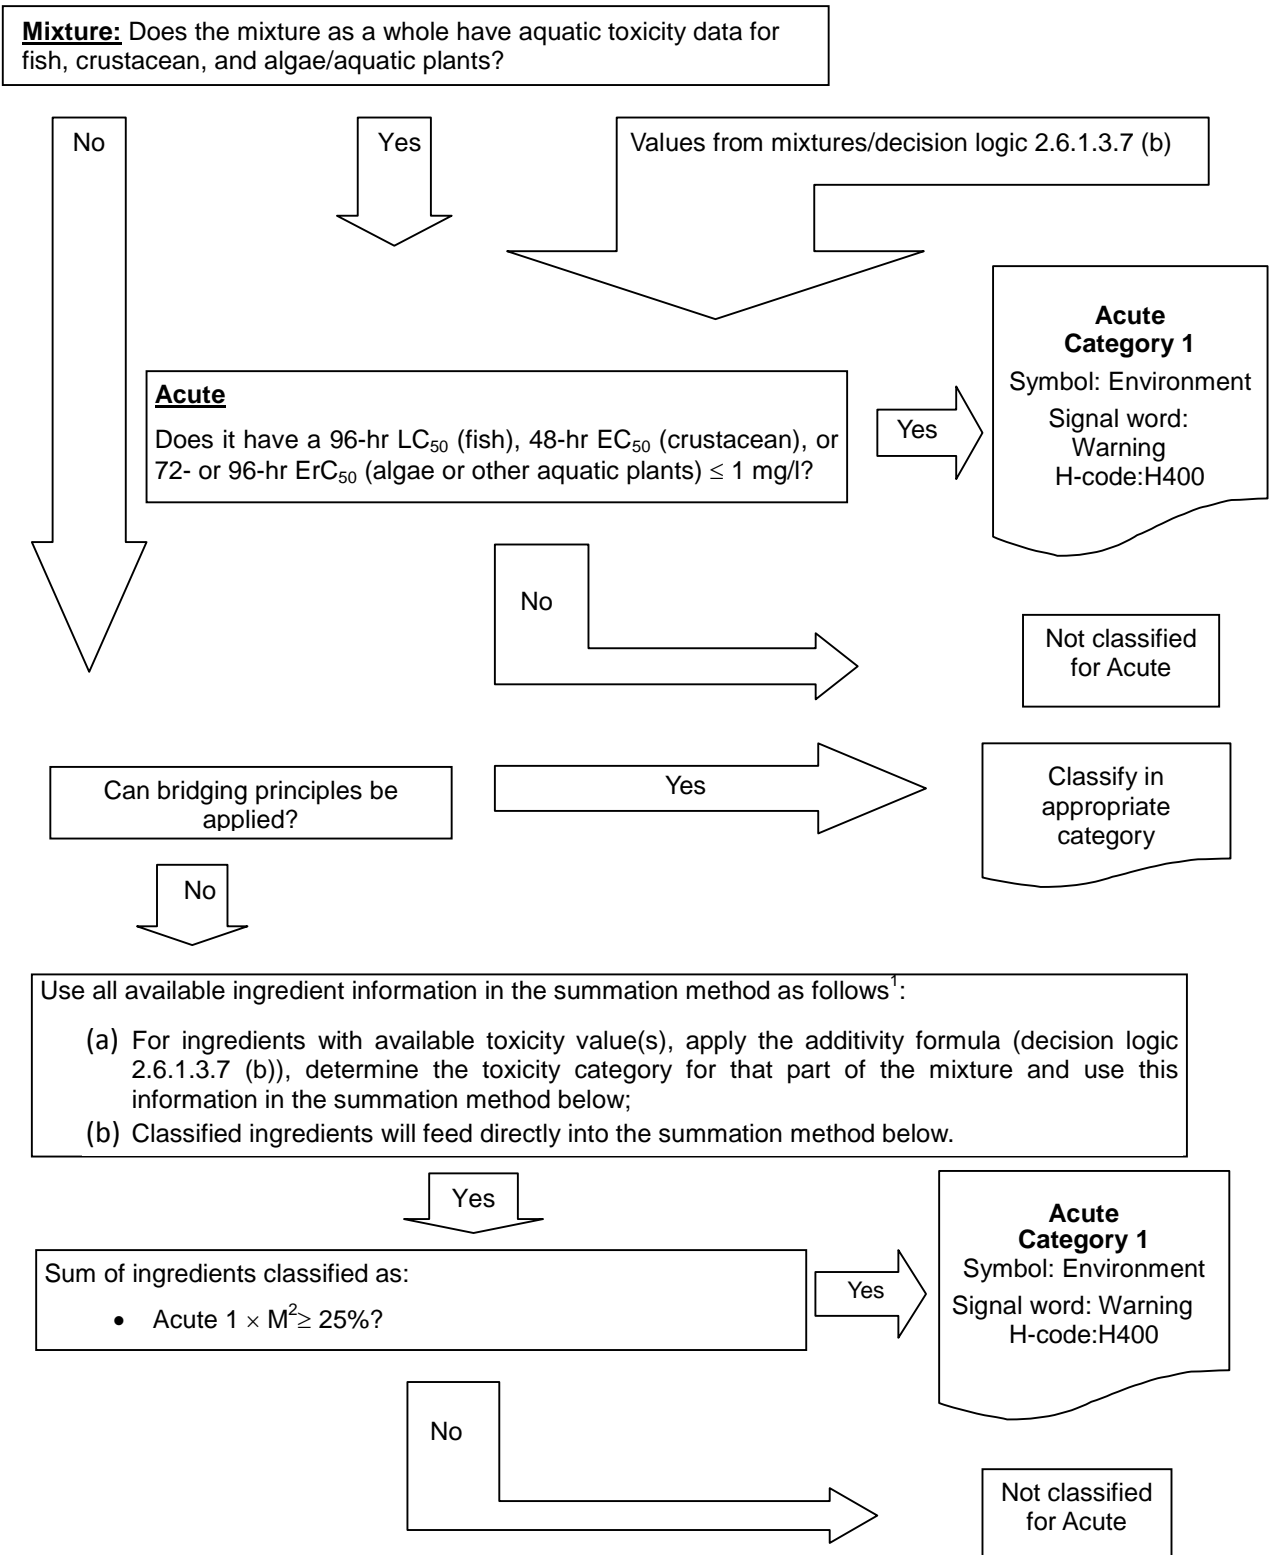 Mixture: Does the mixture as a whole have aquatic toxicity data for
fish, crustacean, and algae/aquatic plants?
No
Yes
Values from mixtures/decision logic 2.6.1.3.7 (b)
Acute
Category 1
Symbol: Environment
Signal word:
Warning
H-code:H400
Acute
Does it have a 96-hr LC50 (fish), 48-hr EC50 (crustacean), or
72- or 96-hr ErC50 (algae or other aquatic plants) ≤ 1 mg/l?
Yes
No
Not classified
for Acute
Can bridging principles be
applied?
Yes
Classify in
appropriate
category
No
Use all available ingredient information in the summation method as follows1:
(a) For ingredients with available toxicity value(s), apply the additivity formula (decision logic
2.6.1.3.7 (b)), determine the toxicity category for that part of the mixture and use this
information in the summation method below;
(b) Classified ingredients will feed directly into the summation method below.
Yes
Sum of ingredients classified as:
• Acute 1 × M2≥ 25%?
Yes
Acute
Category 1
Symbol: Environment
Signal word: Warning
H-code:H400
No
Not classified
for Acute